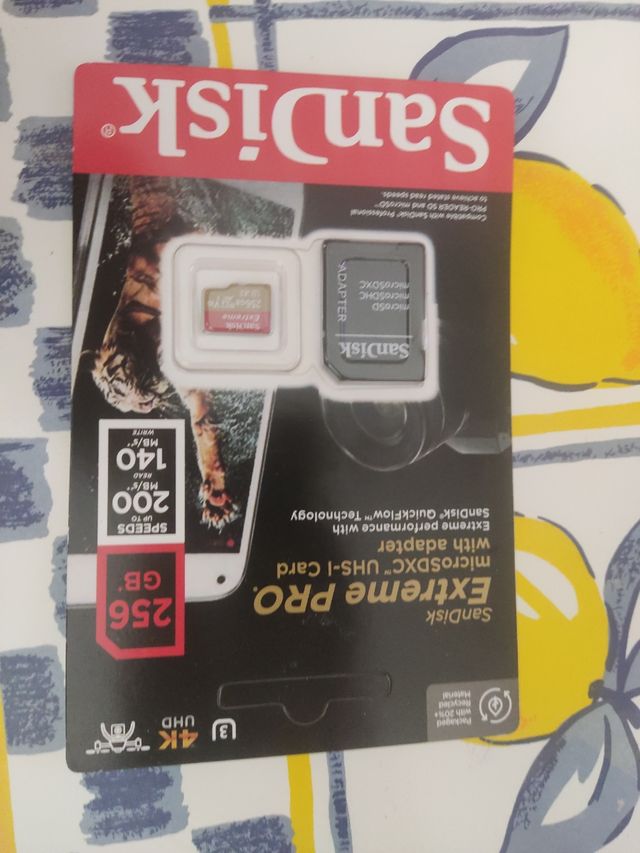 Packaged
with 20%+
Recycled
Material
3
4K
UHD
SanDisk
Extreme PRO®
microSDXC™ UHS-I Card
with adapter
Extreme performance with
SanDisk® QuickFlow™ Technology
256
GB*
SPEEDS
UP TO
200
MB/s**
READ
140
MB/s**
WRITE
SanDisk
ADAPTER
microSD
microSDHC
microSDXC
SanDisk
Extreme
256GB
Compatible with SanDisk® Professional
PRO-READER SD and microSD™
to achieve stated read speeds.
SanDisk®